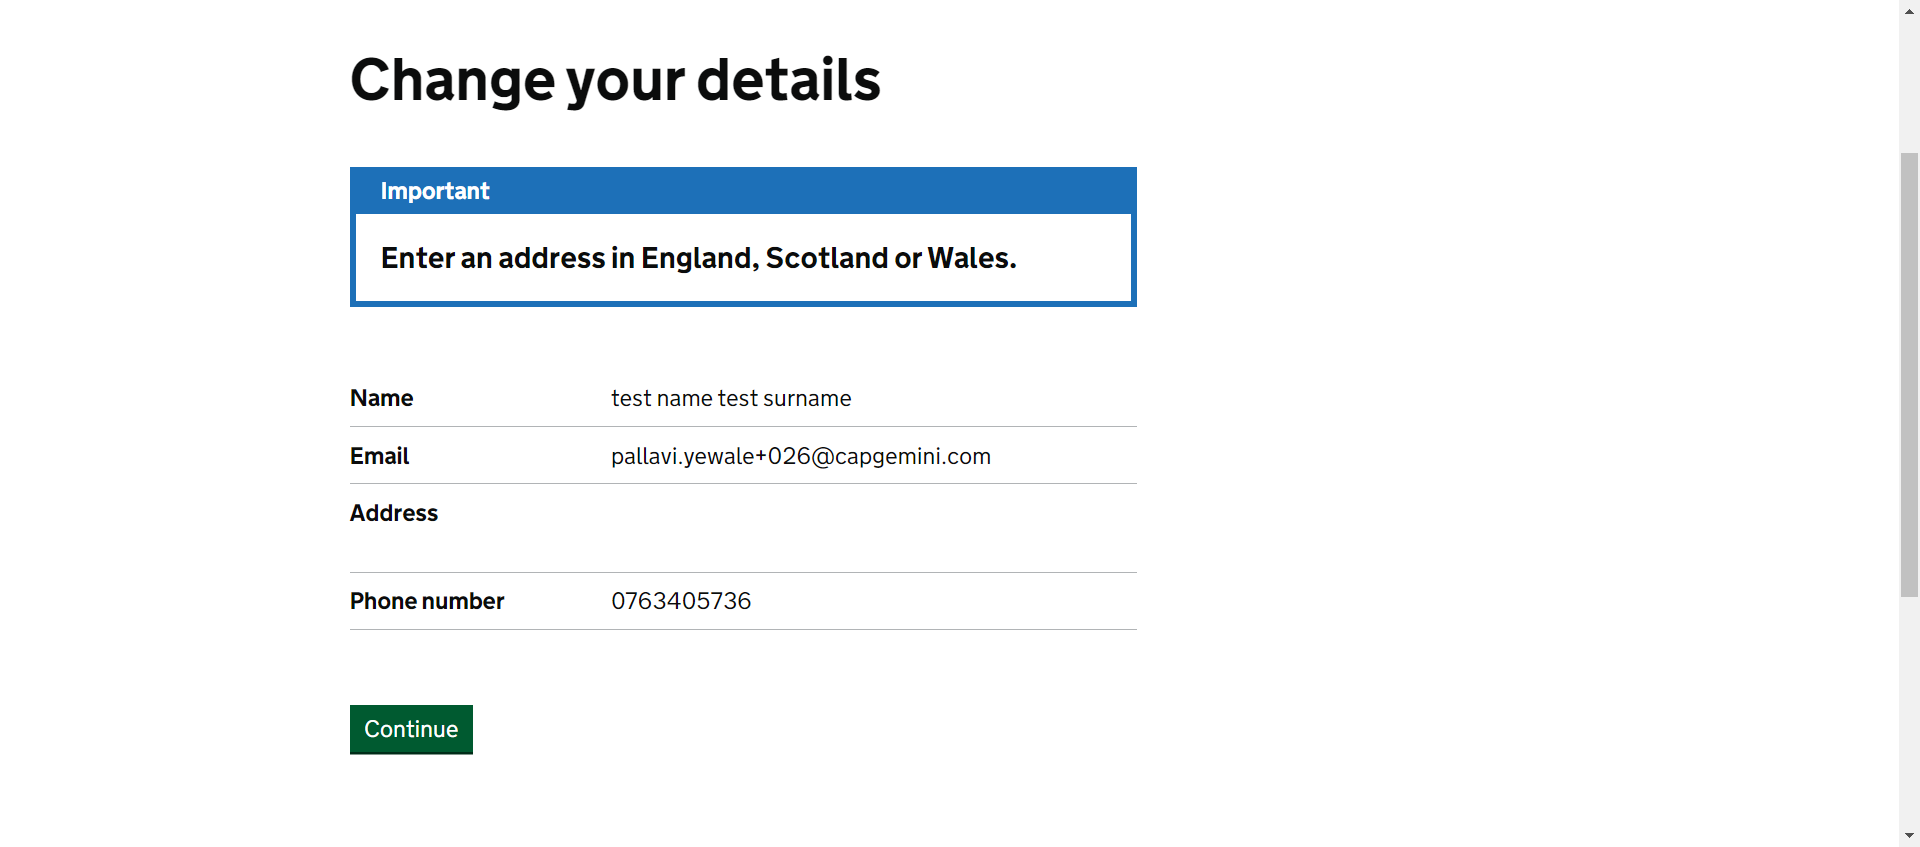 Change your details
Important
Enter an address in England, Scotland or Wales.
Name test name test surname
Email pallavi.yewale+026@capgemini.com
Address
Phone number 0763405736
Continue